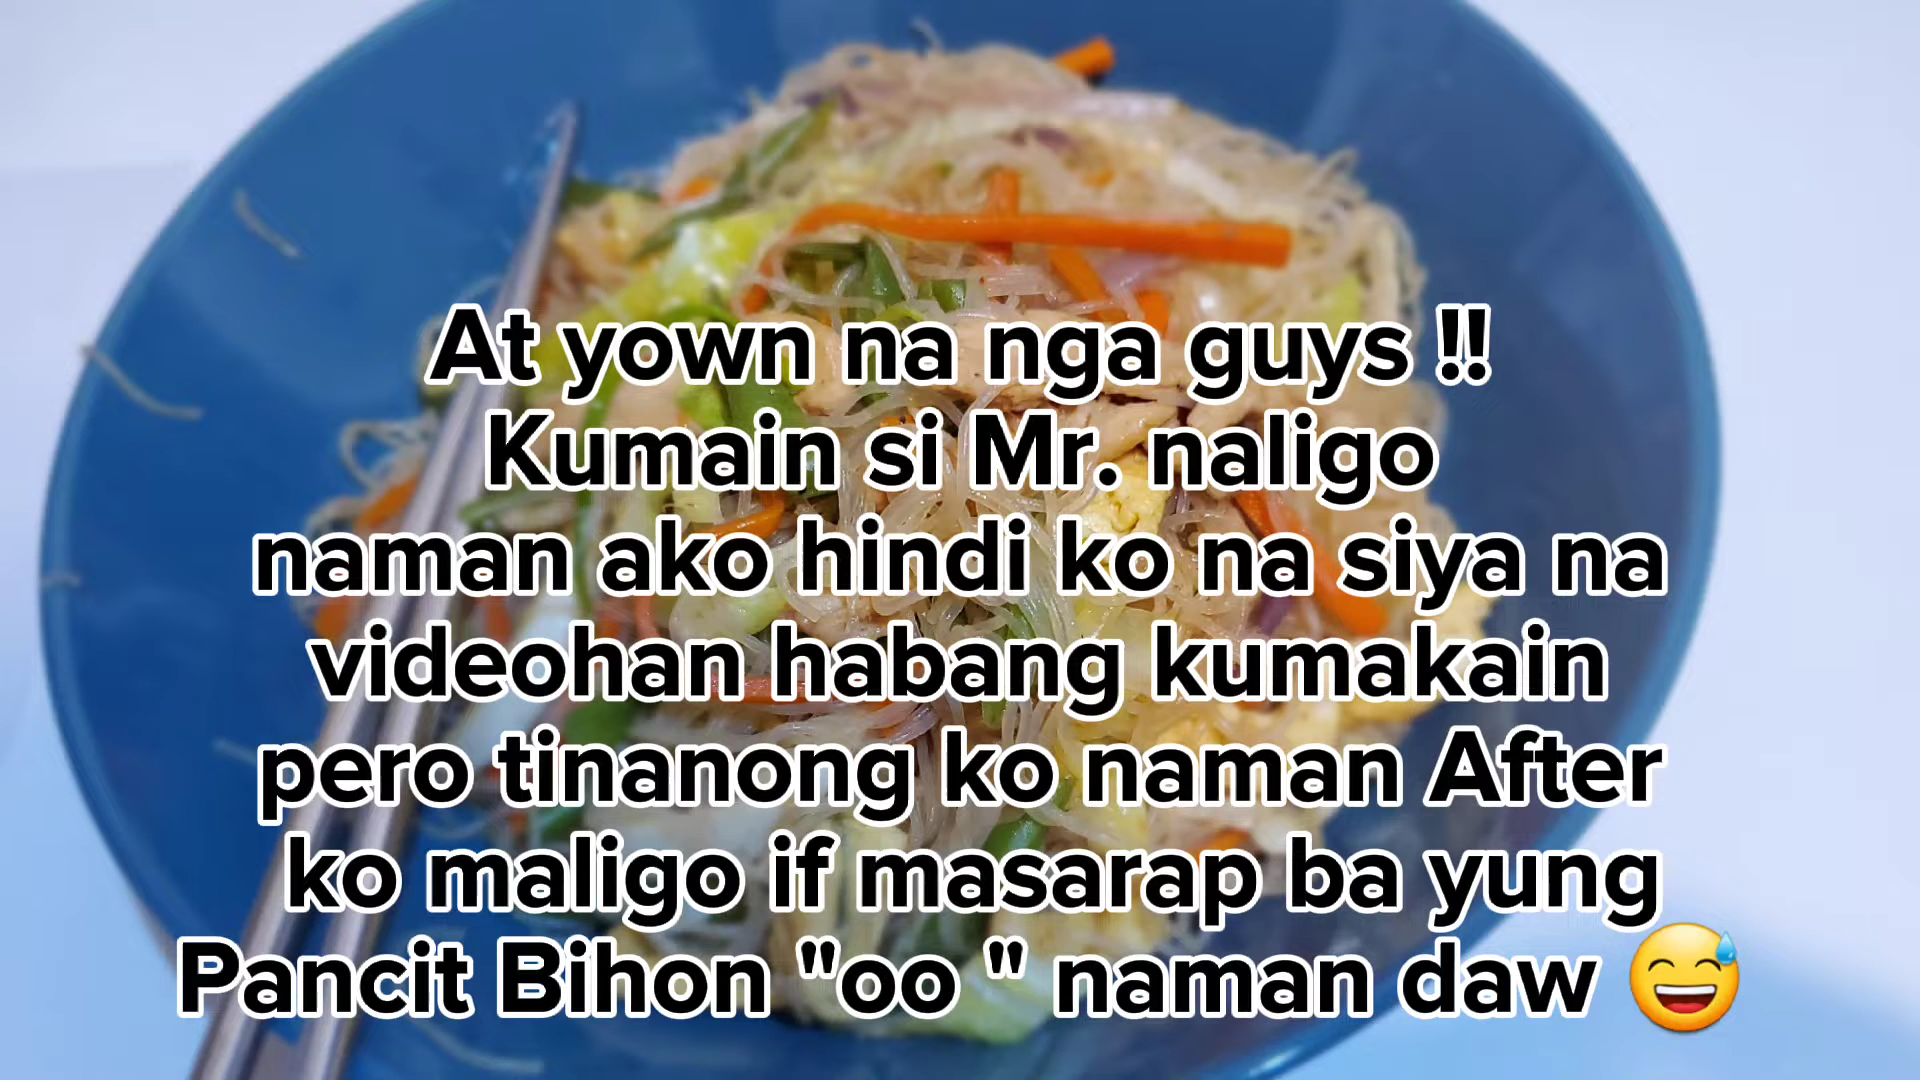 At yown na nga guys !!
Kumain si Mr. naligo
naman ako hindi ko na siya na
videohan habang kumakain
pero tinanong ko naman After
ko maligo if masarap ba yung
Pancit Bihon "oo " naman daw 😅